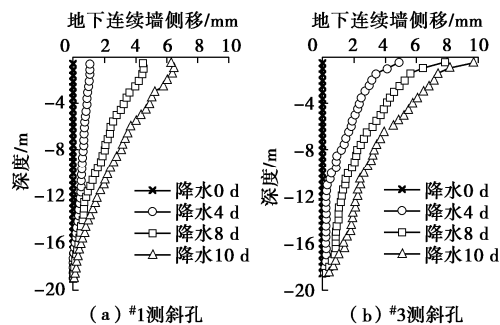 地下连续墙侧移/mm
0 2 4 6 8 10
深度/m
-4
-8
-12
-16
-20
降水0 d
降水4 d
降水8 d
降水10 d
(a) #1测斜孔
地下连续墙侧移/mm
0 2 4 6 8 10
深度/m
-4
-8
-12
-16
-20
降水0 d
降水4 d
降水8 d
降水10 d
(b) #3测斜孔